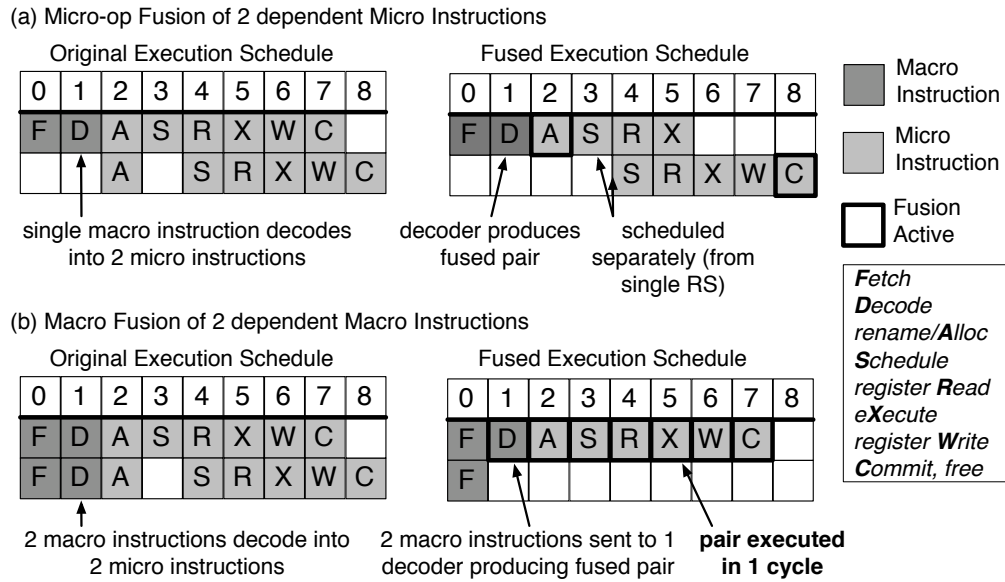 (a) Micro-op Fusion of 2 dependent Micro Instructions
Original Execution Schedule
0 1 2 3 4 5 6 7 8
F D A S R X W C
A S R X W C
single macro instruction decodes
into 2 micro instructions
Fused Execution Schedule
0 1 2 3 4 5 6 7 8
F D A S R X
S R X W C
decoder produces
fused pair
scheduled
separately (from
single RS)
(b) Macro Fusion of 2 dependent Macro Instructions
Original Execution Schedule
0 1 2 3 4 5 6 7 8
F D A S R X W C
F D A S R X W C
2 macro instructions decode into
2 micro instructions
Fused Execution Schedule
0 1 2 3 4 5 6 7 8
F D A S R X W C
F
2 macro instructions sent to 1
decoder producing fused pair
pair executed
in 1 cycle
Macro
Instruction
Micro
Instruction
Fusion
Active
Fetch
Decode
rename/Alloc
Schedule
register Read
eXecute
register Write
Commit, free